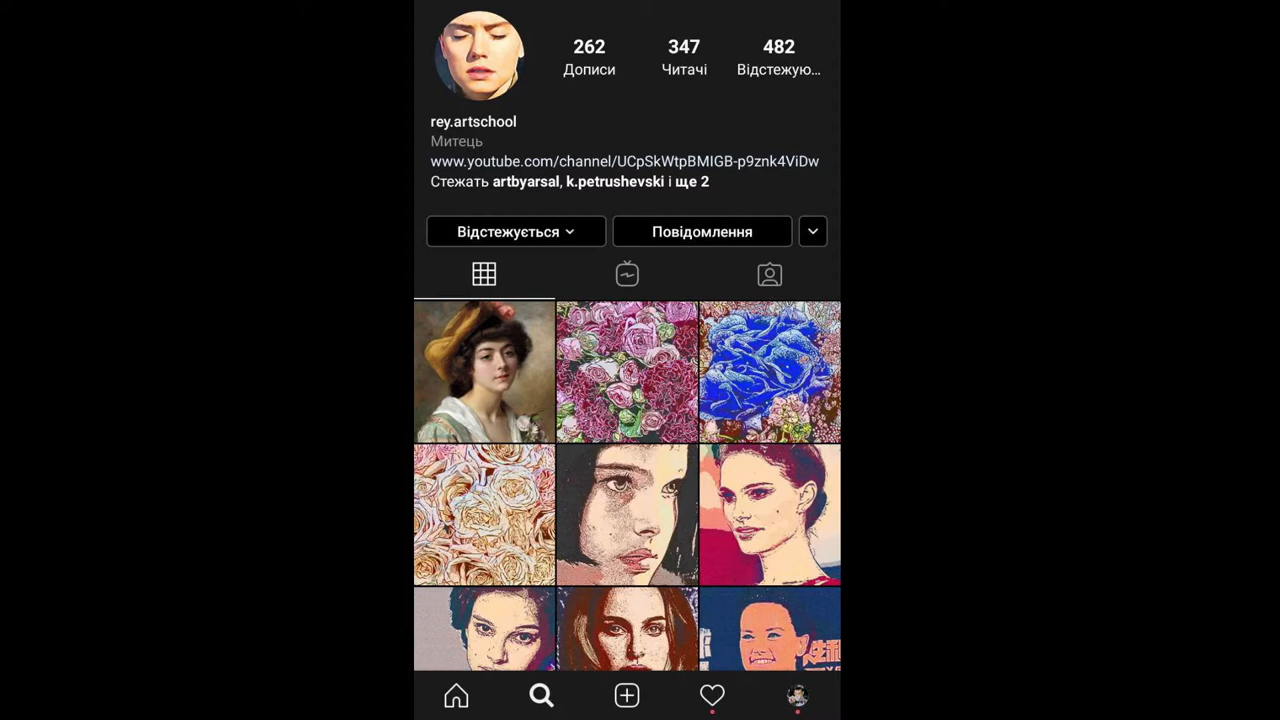 262 347 482
Дописи Читачі Відстежую...
rey.artschool
Митець
www.youtube.com/channel/UCpSkWtpBMIGB-p9znk4ViDw
Стежать artbyarsal, k.petrushevski і ще 2
Відстежується Повідомлення